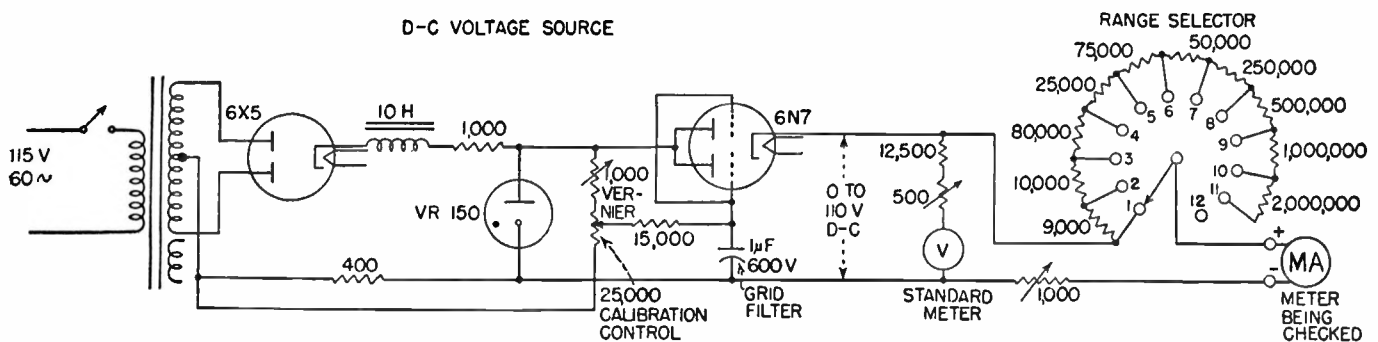 D-C VOLTAGE SOURCE
RANGE SELECTOR
115 V
60 ~
6X5
10 H
1,000
VR 150
400
1,000
VER-
NIER
15,000
25,000
CALIBRATION
CONTROL
6N7
1μF
600 V
GRID
FILTER
0 TO
110 V
D-C
12,500
500
V
STANDARD
METER
9,000
10,000
80,000
25,000
75,000
50,000
250,000
500,000
1,000,000
2,000,000
1
2
3
4
5
6
7
8
9
10
11
12
1,000
+
-
MA
METER
BEING
CHECKED